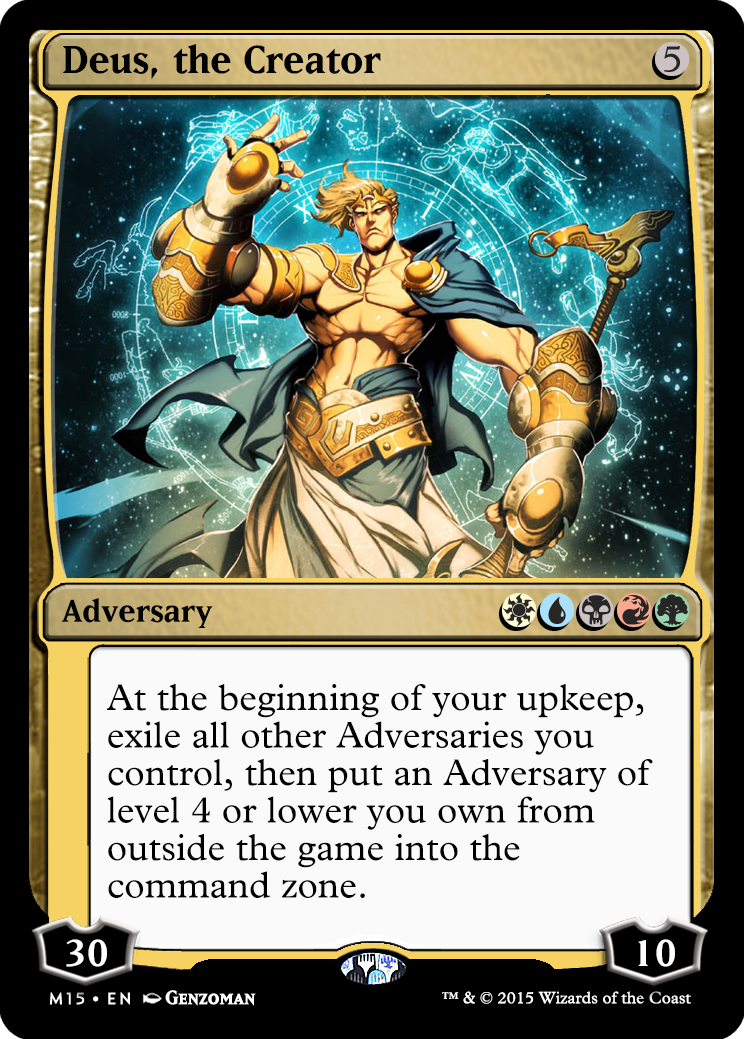 Deus, the Creator 5
Adversary
At the beginning of your upkeep,
exile all other Adversaries you
control, then put an Adversary of
level 4 or lower you own from
outside the game into the
command zone.
30 10
M15 • EN GENZOMAN ™ & © 2015 Wizards of the Coast